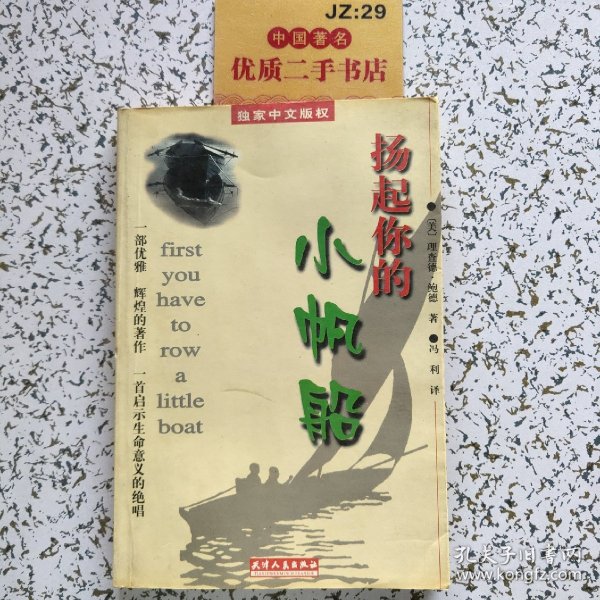 JZ:29
中国著名
优质二手书店
独家中文版权
扬起你的
小帆船
●〔美〕理查德·鲍德 著
●冯利 译
first
you
have
to
row
a
little
boat
一部优雅 辉煌的著作 一首启示生命意义的绝唱
天津人民出版社
孔夫子旧书网
www.kongfz.com